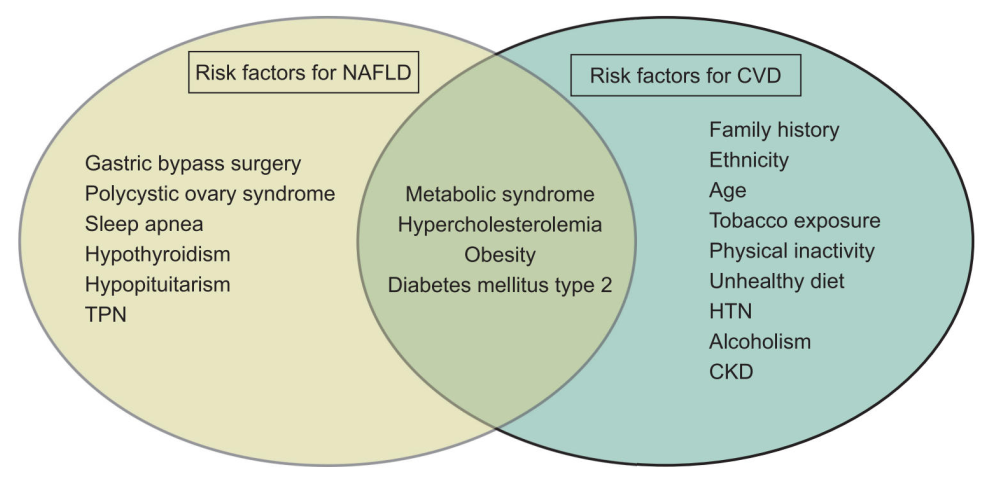 Risk factors for NAFLD
Gastric bypass surgery
Polycystic ovary syndrome
Sleep apnea
Hypothyroidism
Hypopituitarism
TPN
Metabolic syndrome
Hypercholesterolemia
Obesity
Diabetes mellitus type 2
Risk factors for CVD
Family history
Ethnicity
Age
Tobacco exposure
Physical inactivity
Unhealthy diet
HTN
Alcoholism
CKD